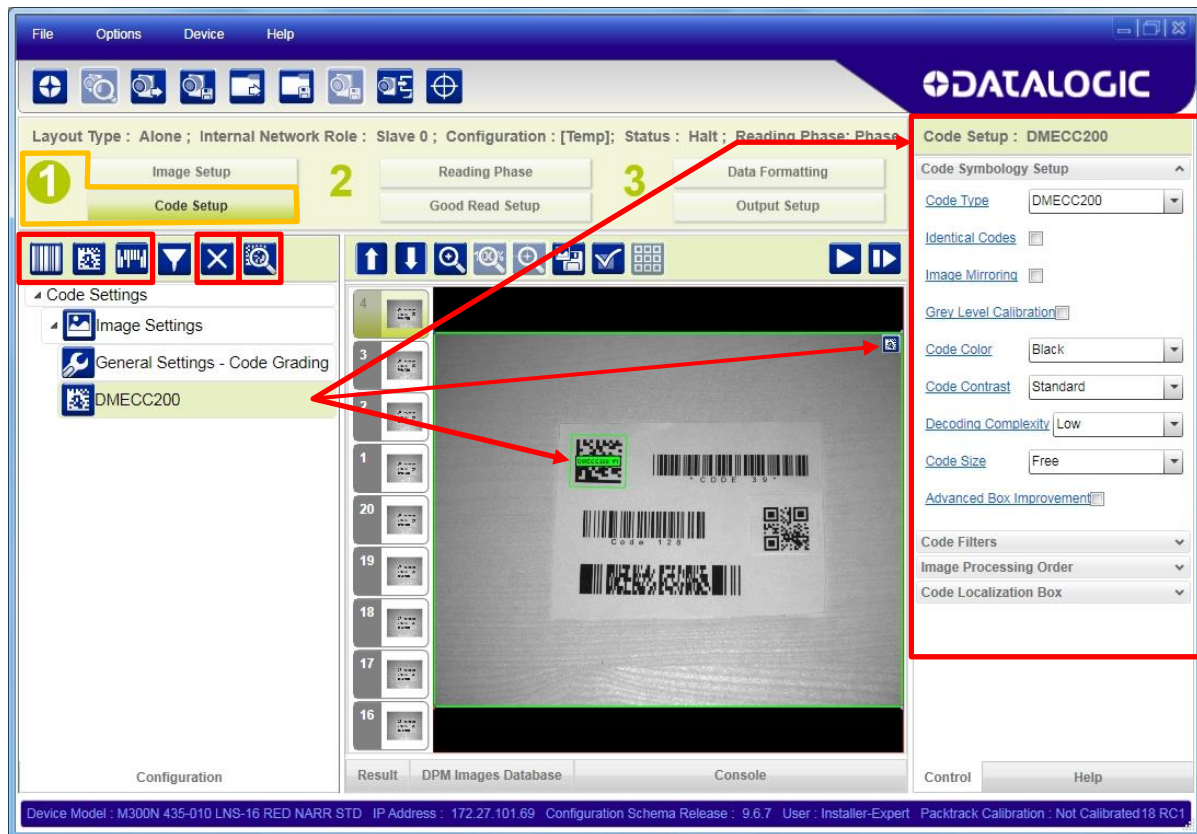 File Options Device Help
DATALOGIC
Layout Type : Alone ; Internal Network Role : Slave 0 ; Configuration : [Temp]; Status : Halt ; Reading Phase: Phase
1 Image Setup
Code Setup
2 Reading Phase
Good Read Setup
3 Data Formatting
Output Setup
100%
Code Settings
Image Settings
General Settings - Code Grading
DMECC200
Configuration
4
3
2
1
20
19
18
17
16
CODE 39
Code 128
Result DPM Images Database Console
Code Setup : DMECC200
Code Symbology Setup
Code Type DMECC200
Identical Codes
Image Mirroring
Grey Level Calibration
Code Color Black
Code Contrast Standard
Decoding Complexity Low
Code Size Free
Advanced Box Improvement
Code Filters
Image Processing Order
Code Localization Box
Control Help
Device Model : M300N 435-010 LNS-16 RED NARR STD IP Address : 172.27.101.69 Configuration Schema Release : 9.6.7 User : Installer-Expert Packtrack Calibration : Not Calibrated 18 RC1